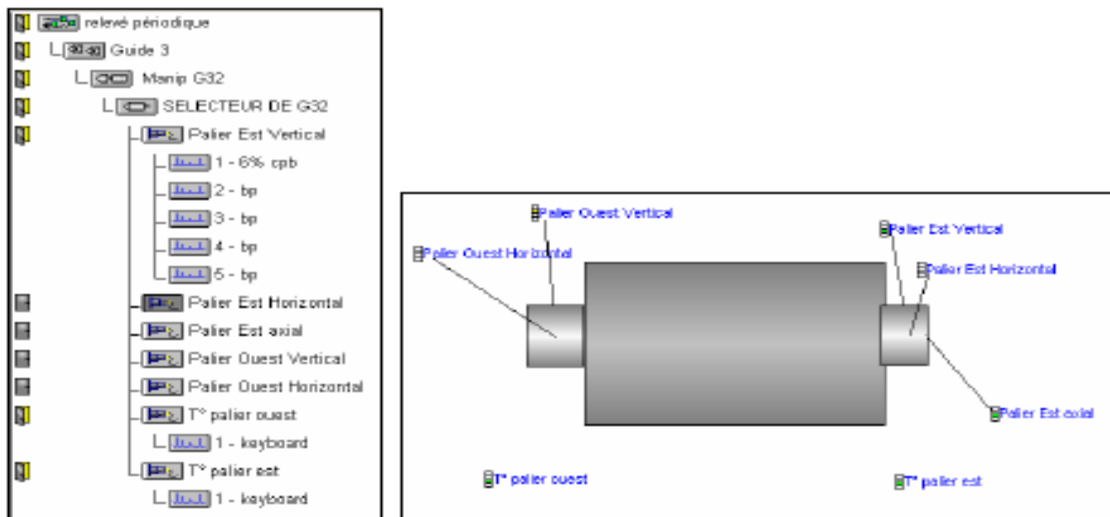 relevé périodique
Guide 3
Manip G32
SELECTEUR DE G32
Palier Est Vertical
1 - 6% cpb
2 - bp
3 - bp
4 - bp
5 - bp
Palier Est Horizontal
Palier Est axial
Palier Ouest Vertical
Palier Ouest Horizontal
T° palier ouest
1 - keyboard
T° palier est
1 - keyboard
Palier Ouest Vertical
Palier Ouest Horizontal
Palier Est Vertical
Palier Est Horizontal
Palier Est axial
T° palier ouest
T° palier est